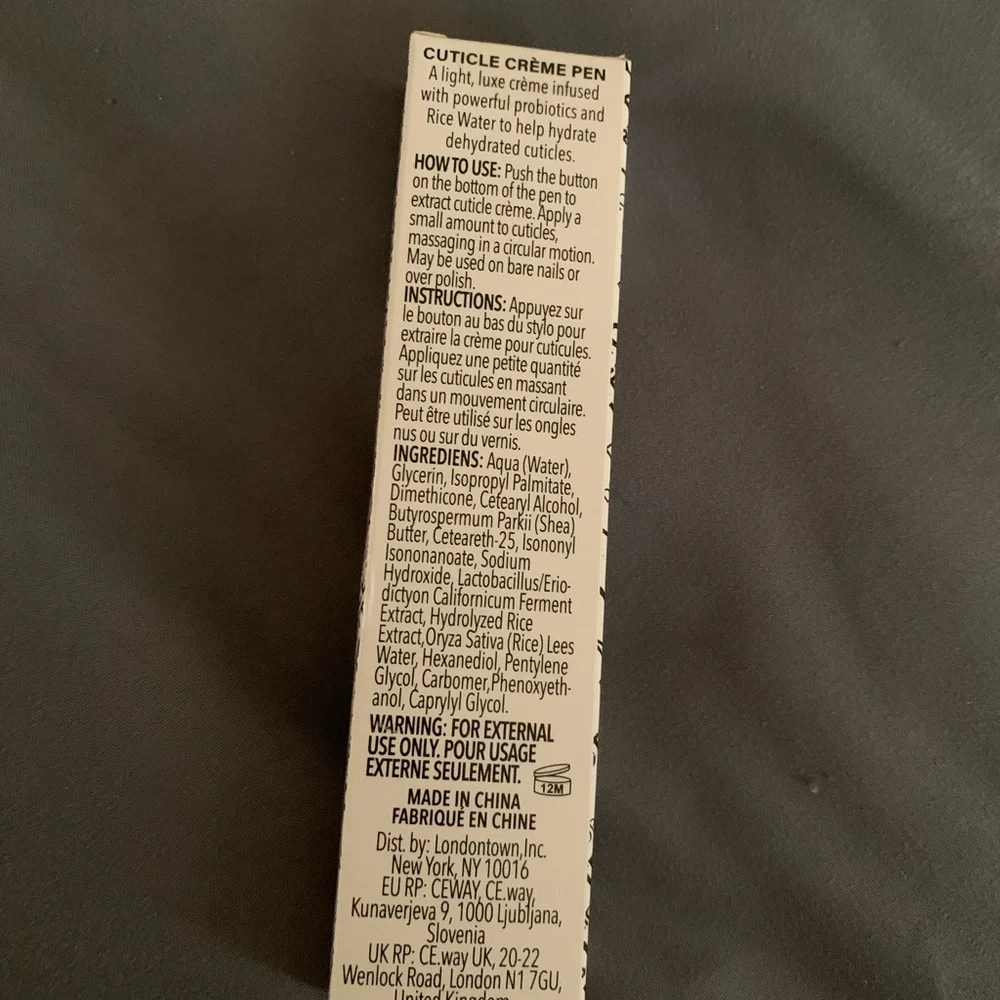 CUTICLE CRÈME PEN
A light, luxe crème infused
with powerful probiotics and
Rice Water to help hydrate
dehydrated cuticles.
HOW TO USE: Push the button
on the bottom of the pen to
extract cuticle crème. Apply a
small amount to cuticles,
massaging in a circular motion.
May be used on bare nails or
over polish.
INSTRUCTIONS: Appuyez sur
le bouton au bas du stylo pour
extraire la crème pour cuticules.
Appliquez une petite quantité
sur les cuticules en massant
dans un mouvement circulaire.
Peut être utilisé sur les ongles
nus ou sur du vernis.
INGREDIENS: Aqua (Water),
Glycerin, Isopropyl Palmitate,
Dimethicone, Cetearyl Alcohol,
Butyrospermum Parkii (Shea)
Butter, Ceteareth-25, Isononyl
Isononanoate, Sodium
Hydroxide, Lactobacillus/Erio-
dictyon Californicum Ferment
Extract, Hydrolyzed Rice
Extract,Oryza Sativa (Rice) Lees
Water, Hexanediol, Pentylene
Glycol, Carbomer,Phenoxyeth-
anol, Caprylyl Glycol.
WARNING: FOR EXTERNAL
USE ONLY. POUR USAGE
EXTERNE SEULEMENT.
12M
MADE IN CHINA
FABRIQUÉ EN CHINE
Dist. by: Londontown,Inc.
New York, NY 10016
EU RP: CEWAY, CE.way,
Kunaverjeva 9, 1000 Ljubljana,
Slovenia
UK RP: CE.way UK, 20-22
Wenlock Road, London N1 7GU,
United Kingdom